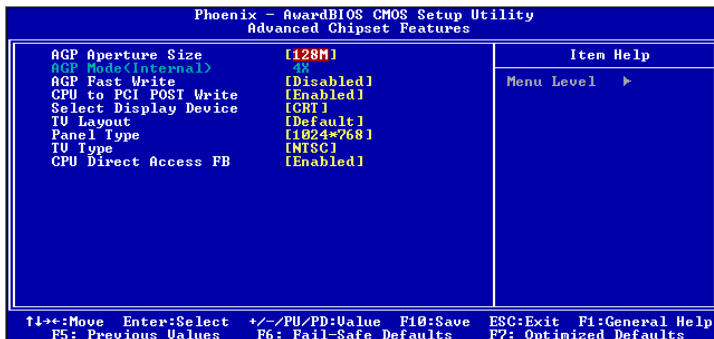 Phoenix - AwardBIOS CMOS Setup Utility
Advanced Chipset Features
AGP Aperture Size [128M]
AGP Mode(Internal) 4X
AGP Fast Write [Disabled]
CPU to PCI POST Write [Enabled]
Select Display Device [CRT]
TV Layout [Default]
Panel Type [1024*768]
TV Type [NTSC]
CPU Direct Access FB [Enabled]
Item Help
Menu Level ▶
↑↓→←:Move Enter:Select +/-/PU/PD:Value F10:Save ESC:Exit F1:General Help
F5: Previous Values F6: Fail-Safe Defaults F7: Optimized Defaults